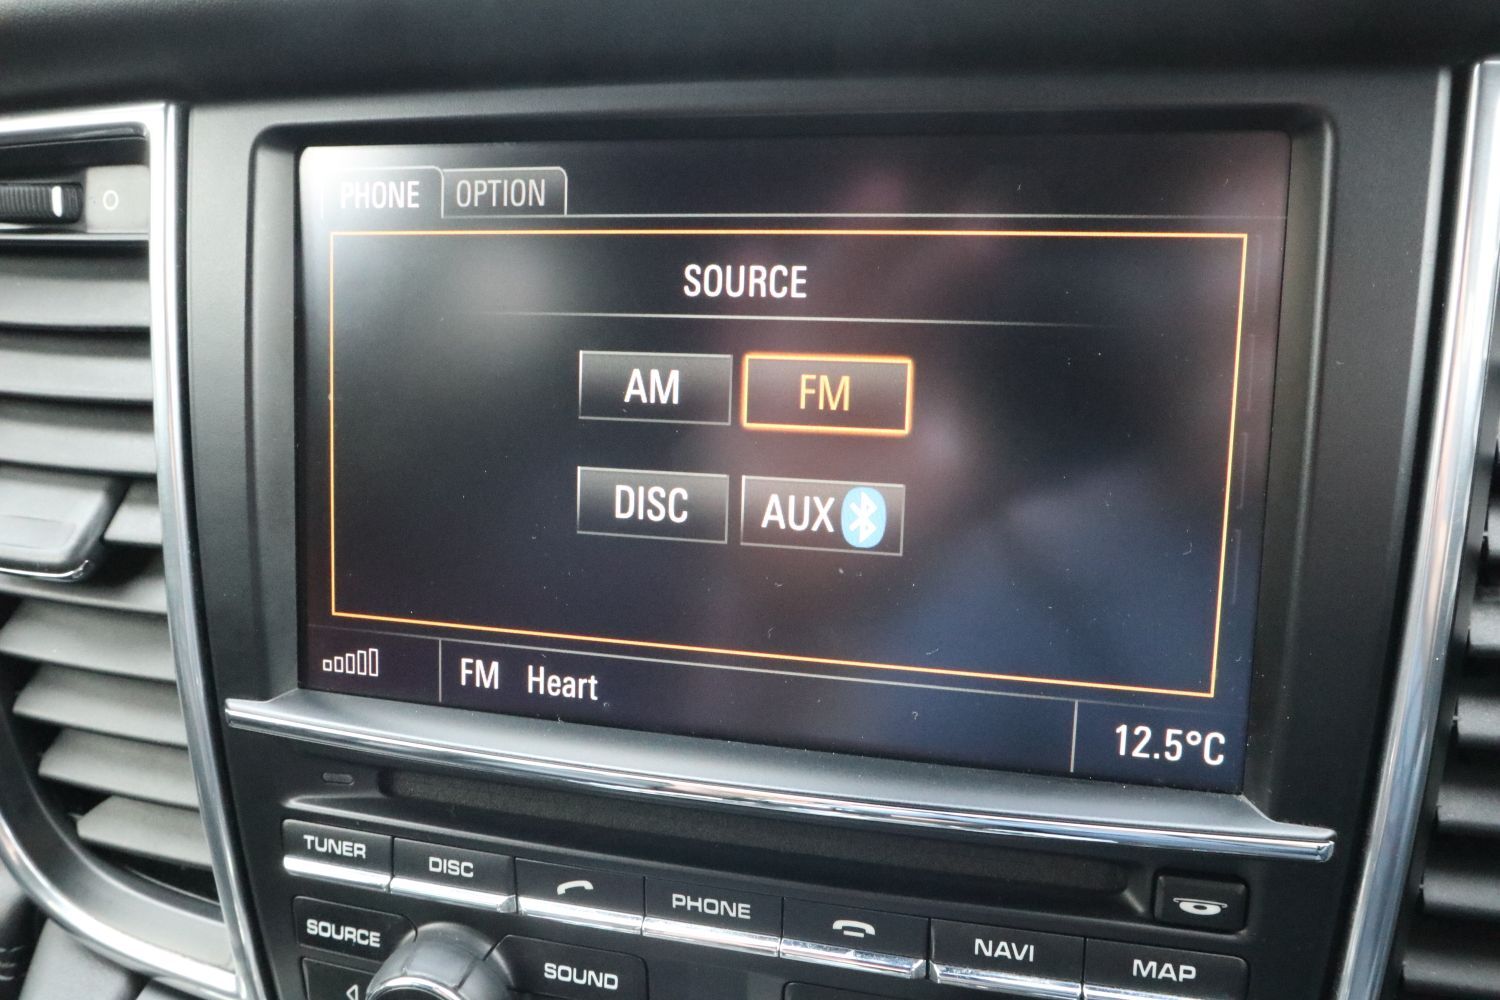 PHONE OPTION
SOURCE
AM FM
DISC AUX
FM Heart
12.5°C
TUNER DISC PHONE NAVI MAP
SOURCE SOUND